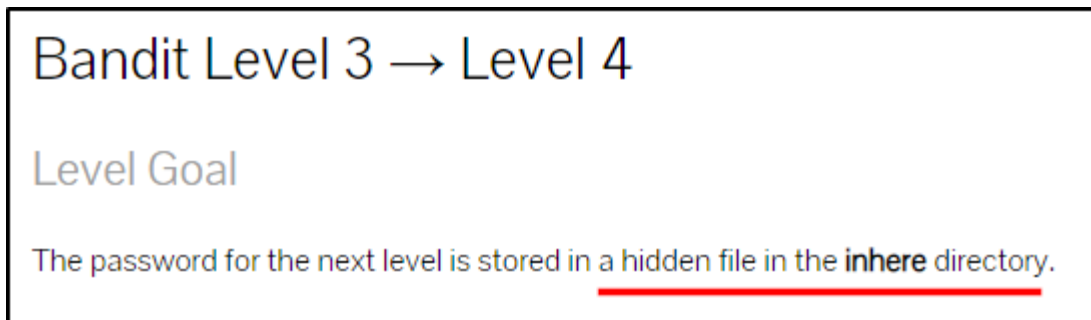 Bandit Level 3 → Level 4
Level Goal
The password for the next level is stored in a hidden file in the inhere directory.